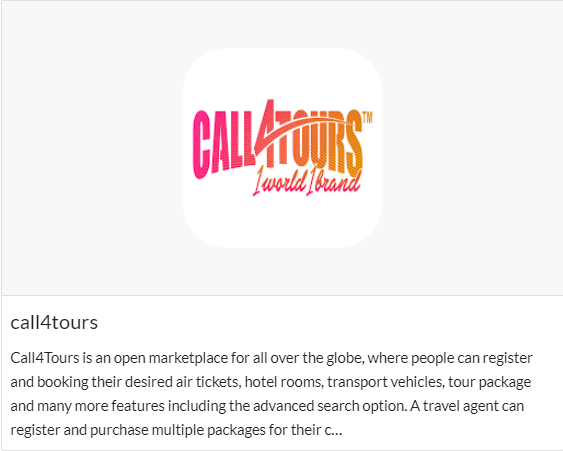 CALL4TOURS™
1world 1brand
call4tours
Call4Tours is an open marketplace for all over the globe, where people can register
and booking their desired air tickets, hotel rooms, transport vehicles, tour package
and many more features including the advanced search option. A travel agent can
register and purchase multiple packages for their c...